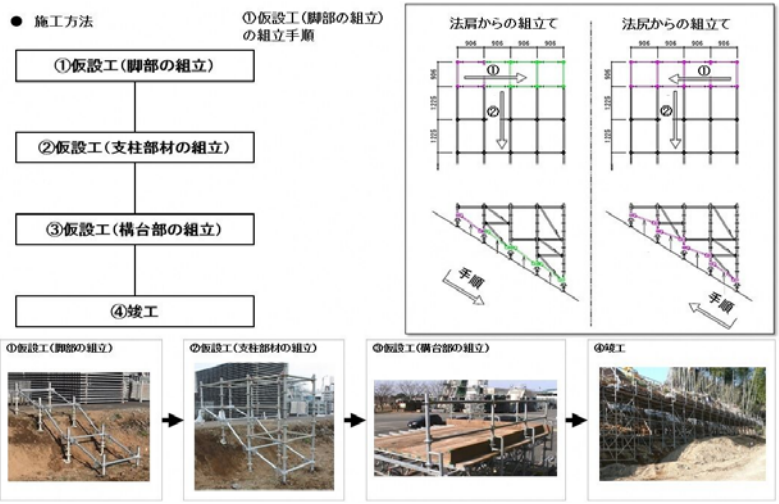 ● 施工方法
①仮設工(脚部の組立)
の組立手順
①仮設工(脚部の組立)
②仮設工(支柱部材の組立)
③仮設工(構台部の組立)
④竣工
法肩からの組立て
906 906 906 906
①
906
②
1225
1225
手順
法尻からの組立て
906 906 906 906
①
906
②
1225
1225
手順
①仮設工(脚部の組立)
②仮設工(支柱部材の組立)
③仮設工(構台部の組立)
④竣工